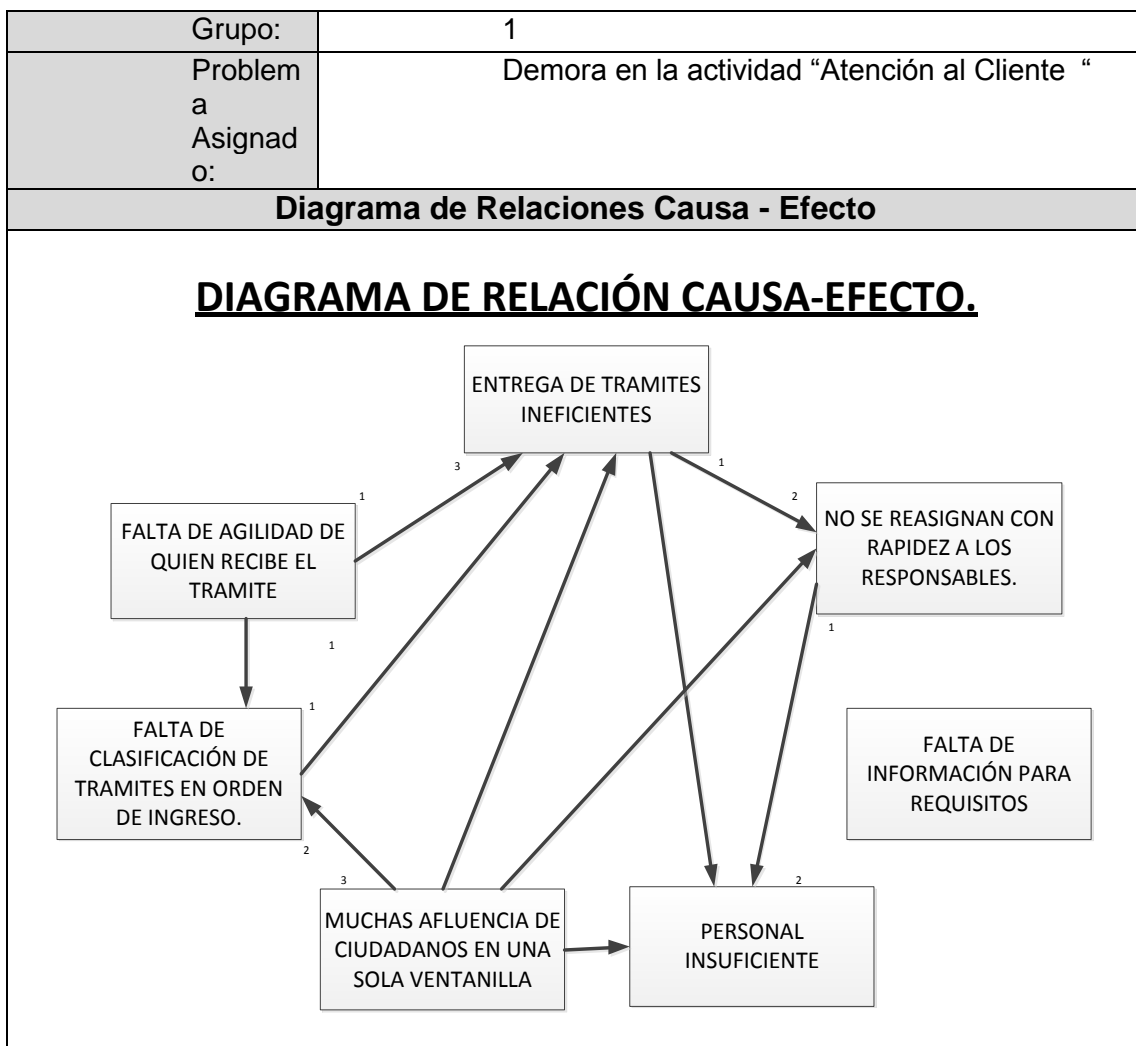 Grupo:
1
Problem
a
Asignad
o:
Demora en la actividad “Atención al Cliente “
Diagrama de Relaciones Causa - Efecto
DIAGRAMA DE RELACIÓN CAUSA-EFECTO.
ENTREGA DE TRAMITES
INEFICIENTES
3
1
1
2
FALTA DE AGILIDAD DE
QUIEN RECIBE EL
TRAMITE
NO SE REASIGNAN CON
RAPIDEZ A LOS
RESPONSABLES.
1
1
1
FALTA DE
CLASIFICACIÓN DE
TRAMITES EN ORDEN
DE INGRESO.
FALTA DE
INFORMACIÓN PARA
REQUISITOS
2
3
2
MUCHAS AFLUENCIA DE
CIUDADANOS EN UNA
SOLA VENTANILLA
PERSONAL
INSUFICIENTE